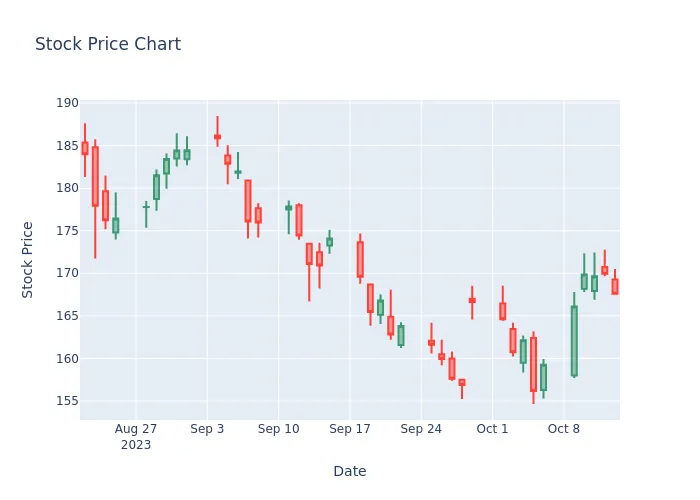 Stock Price Chart
190
185
180
175
170
165
160
155
Stock Price
Aug 27
2023
Sep 3
Sep 10
Sep 17
Sep 24
Oct 1
Oct 8
Date